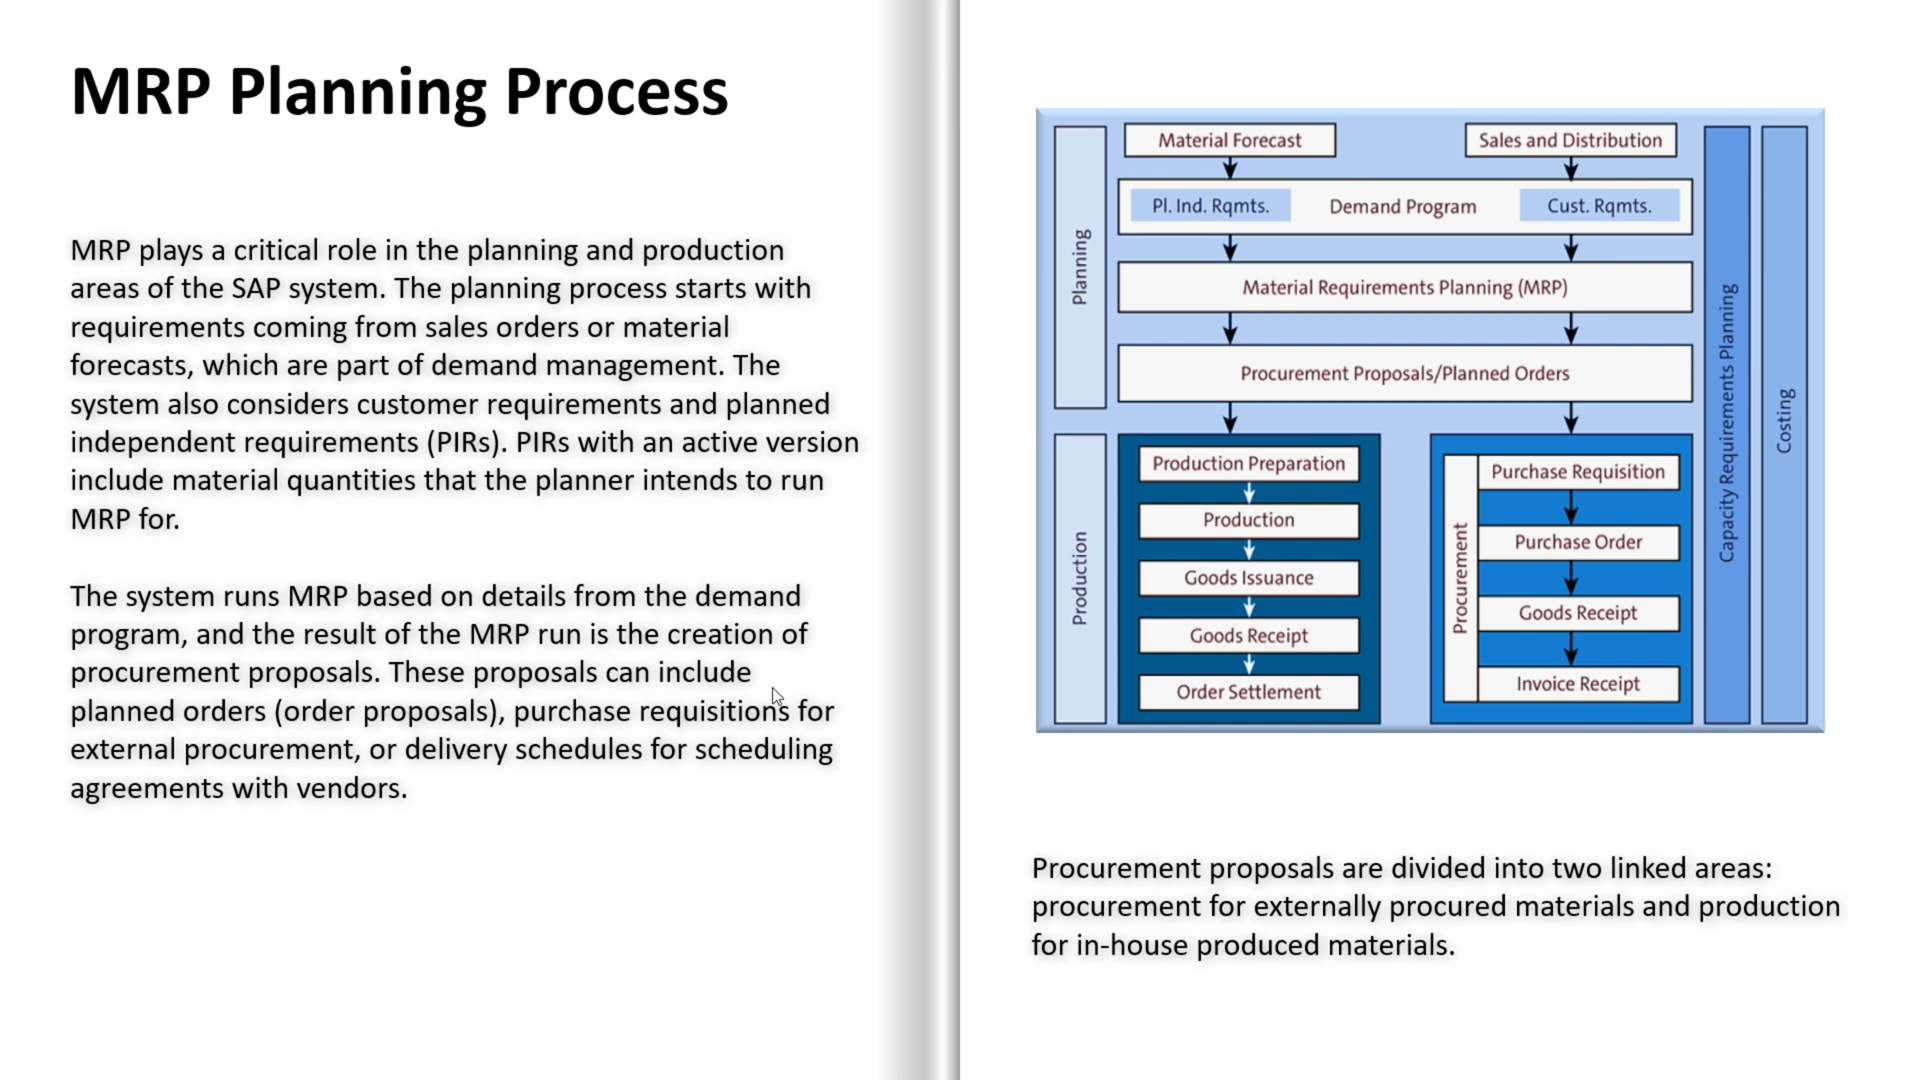 MRP Planning Process
MRP plays a critical role in the planning and production
areas of the SAP system. The planning process starts with
requirements coming from sales orders or material
forecasts, which are part of demand management. The
system also considers customer requirements and planned
independent requirements (PIRs). PIRs with an active version
include material quantities that the planner intends to run
MRP for.
The system runs MRP based on details from the demand
program, and the result of the MRP run is the creation of
procurement proposals. These proposals can include
planned orders (order proposals), purchase requisitions for
external procurement, or delivery schedules for scheduling
agreements with vendors.
Planning
Material Forecast
Sales and Distribution
Pl. Ind. Rqmts.
Demand Program
Cust. Rqmts.
Material Requirements Planning (MRP)
Procurement Proposals/Planned Orders
Production
Production Preparation
Production
Goods Issuance
Goods Receipt
Order Settlement
Procurement
Purchase Requisition
Purchase Order
Goods Receipt
Invoice Receipt
Capacity Requirements Planning
Costing
Procurement proposals are divided into two linked areas:
procurement for externally procured materials and production
for in-house produced materials.